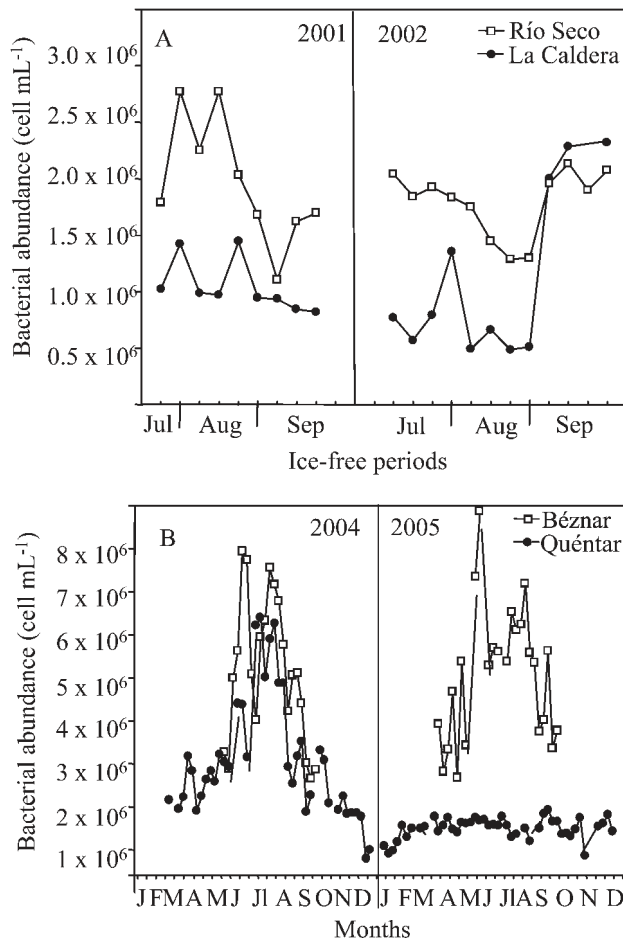 A 2001 2002 Río Seco
La Caldera
Bacterial abundance (cell mL⁻¹)
3.0 x 10⁶
2.5 x 10⁶
2.0 x 10⁶
1.5 x 10⁶
1.0 x 10⁶
0.5 x 10⁶
Jul Aug Sep Jul Aug Sep
Ice-free periods
B 2004 2005 Béznar
Quéntar
Bacterial abundance (cell mL⁻¹)
8 x 10⁶
7 x 10⁶
6 x 10⁶
5 x 10⁶
4 x 10⁶
3 x 10⁶
2 x 10⁶
1 x 10⁶
J F M A M J Jl A S O N D J F M A M J Jl A S O N D
Months